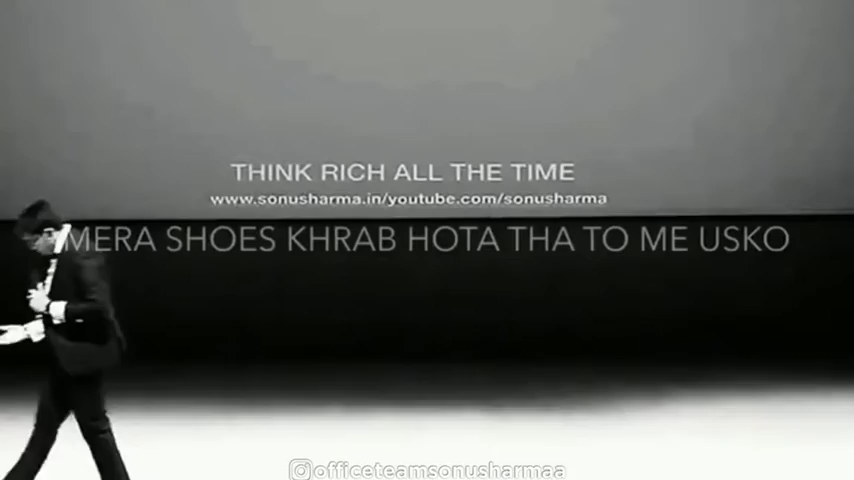 THINK RICH ALL THE TIME
www.sonusharma.in/youtube.com/sonusharma
MERA SHOES KHRAB HOTA THA TO ME USKO
officeteamsonusharmaa